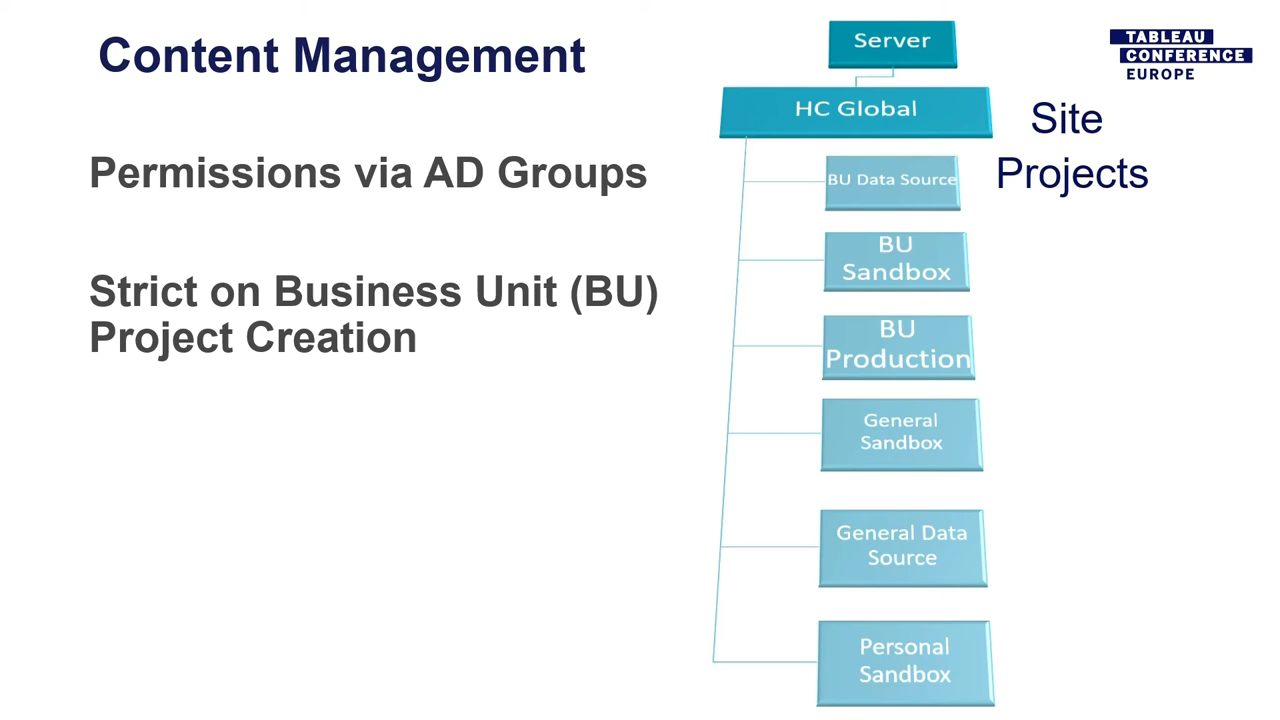 Content Management
TABLEAU
CONFERENCE
EUROPE
Permissions via AD Groups
Strict on Business Unit (BU)
Project Creation
Server
HC Global
Site
Projects
BU Data Source
BU
Sandbox
BU
Production
General
Sandbox
General Data
Source
Personal
Sandbox